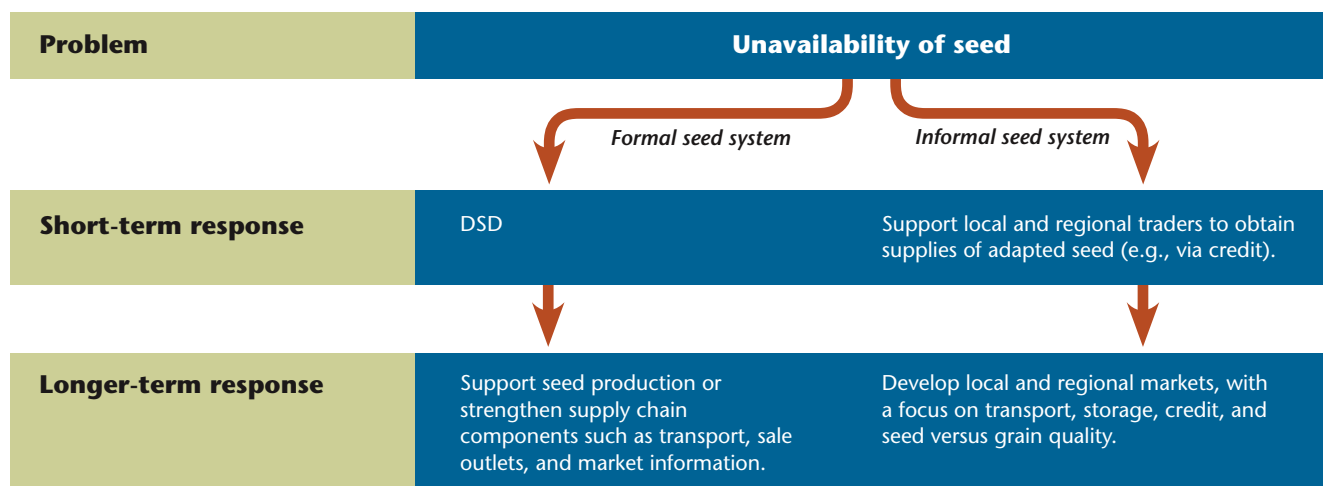 Problem
Unavailability of seed
Formal seed system
Informal seed system
Short-term response
DSD
Support local and regional traders to obtain
supplies of adapted seed (e.g., via credit).
Longer-term response
Support seed production or
strengthen supply chain
components such as transport, sale
outlets, and market information.
Develop local and regional markets, with
a focus on transport, storage, credit, and
seed versus grain quality.